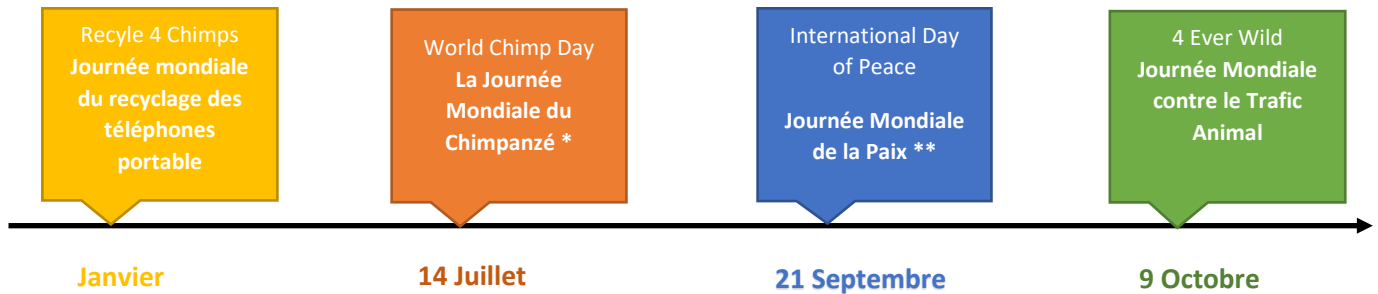 Recyle 4 Chimps
Journée mondiale
du recyclage des
téléphones
portable
World Chimp Day
La Journée
Mondiale du
Chimpanzé *
International Day
of Peace
Journée Mondiale
de la Paix **
4 Ever Wild
Journée Mondiale
contre le Trafic
Animal
Janvier
14 Juillet
21 Septembre
9 Octobre